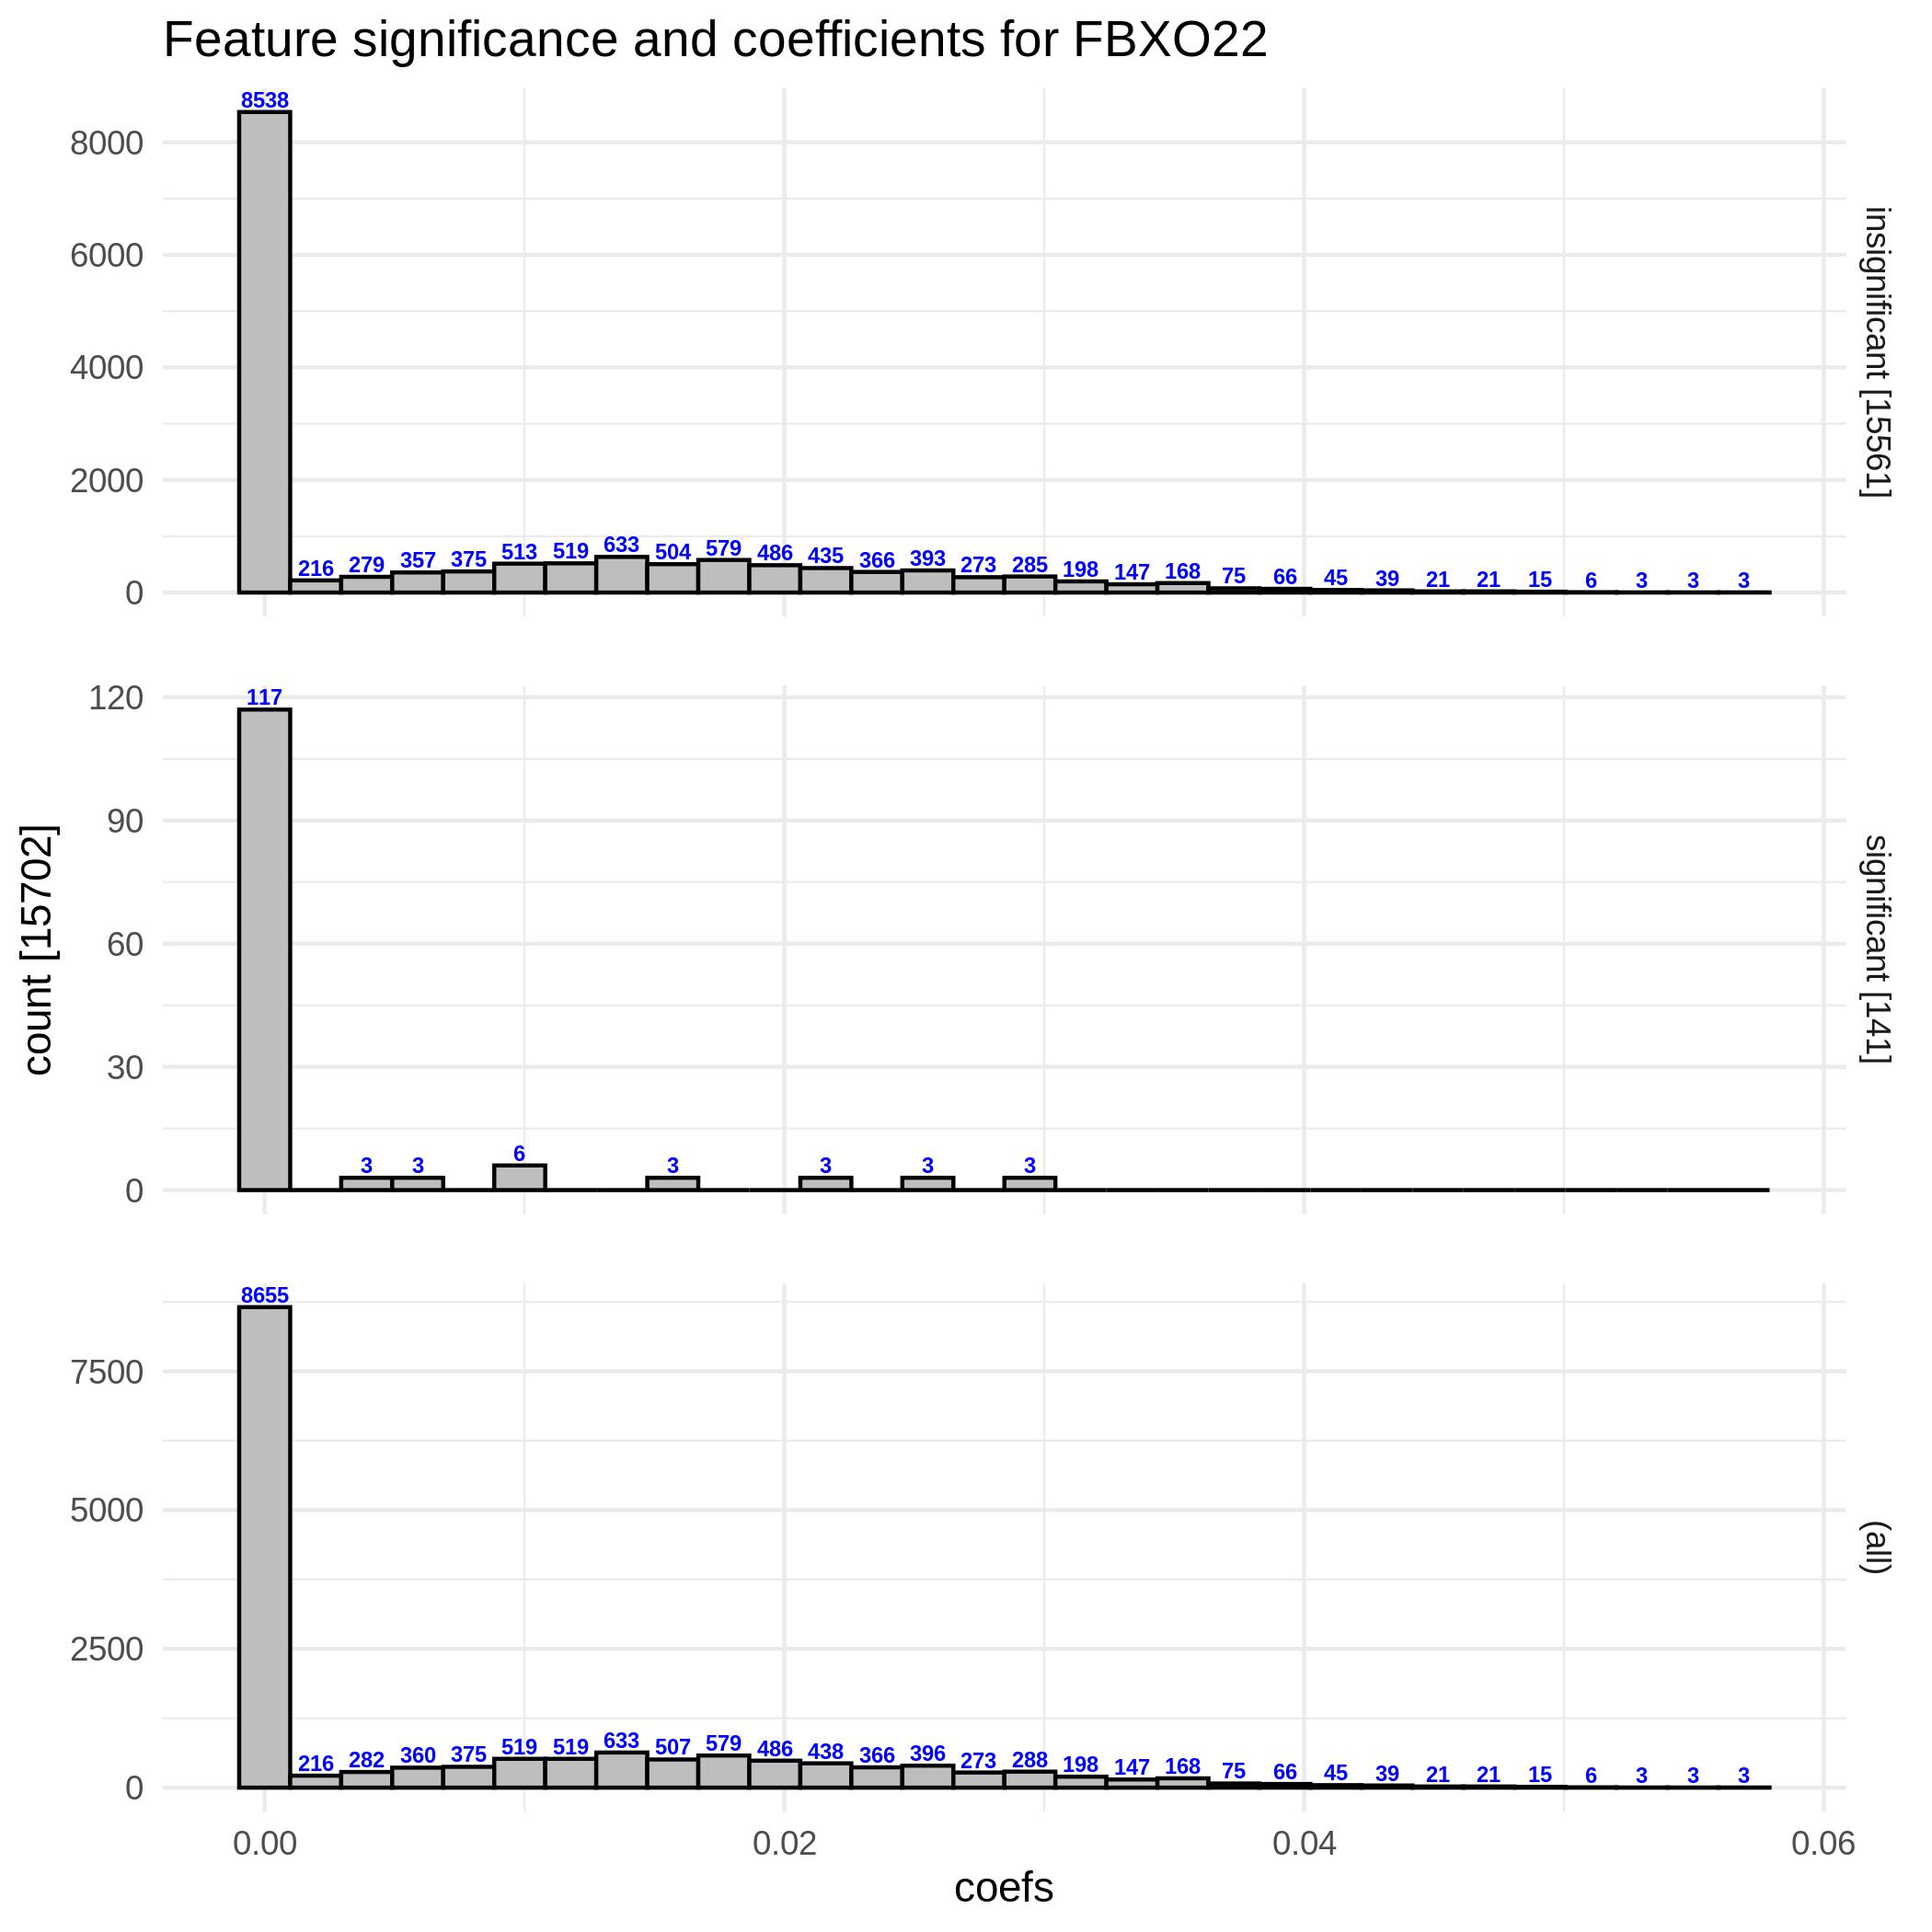 Feature significance and coefficients for FBXO22
8538
8000
6000
4000
2000
0
216 279 357 375 513 519 633 504 579 486 435 366 393 273 285 198 147 168 75 66 45 39 21 21 15 6 3 3 3
insignificant [15561]
count [15702]
117
120
90
60
30
0
3 3 6 3 3 3 3
significant [141]
8655
7500
5000
2500
0
216 282 360 375 519 519 633 507 579 486 438 366 396 273 288 198 147 168 75 66 45 39 21 21 15 6 3 3 3
(all)
0.00 0.02 0.04 0.06
coefs